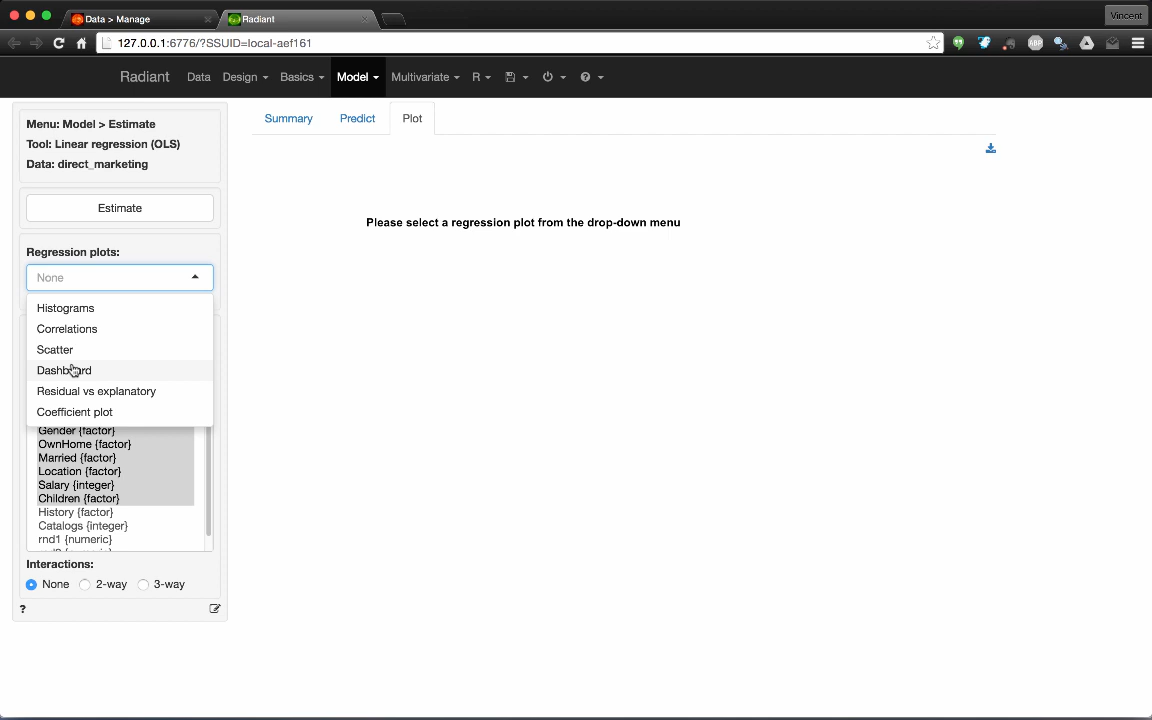 Data > Manage
Radiant
Vincent
127.0.0.1:6776/?SSUID=local-aef161
ABP
Radiant Data Design Basics Model Multivariate R
Menu: Model > Estimate
Tool: Linear regression (OLS)
Data: direct_marketing
Summary Predict Plot
Estimate
Please select a regression plot from the drop-down menu
Regression plots:
None
Histograms
Correlations
Scatter
Dashboard
Residual vs explanatory
Coefficient plot
Gender {factor}
OwnHome {factor}
Married {factor}
Location {factor}
Salary {integer}
Children {factor}
History {factor}
Catalogs {integer}
rnd1 {numeric}
Interactions:
None 2-way 3-way
?